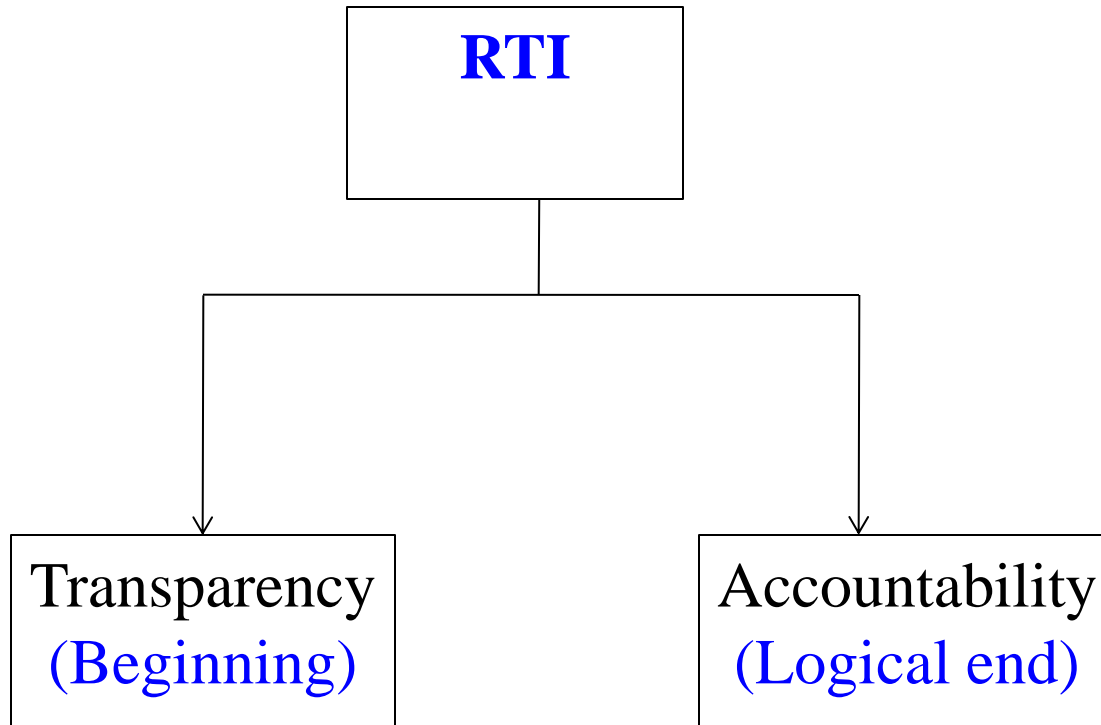 RTI
Transparency
(Beginning)
Accountability
(Logical end)